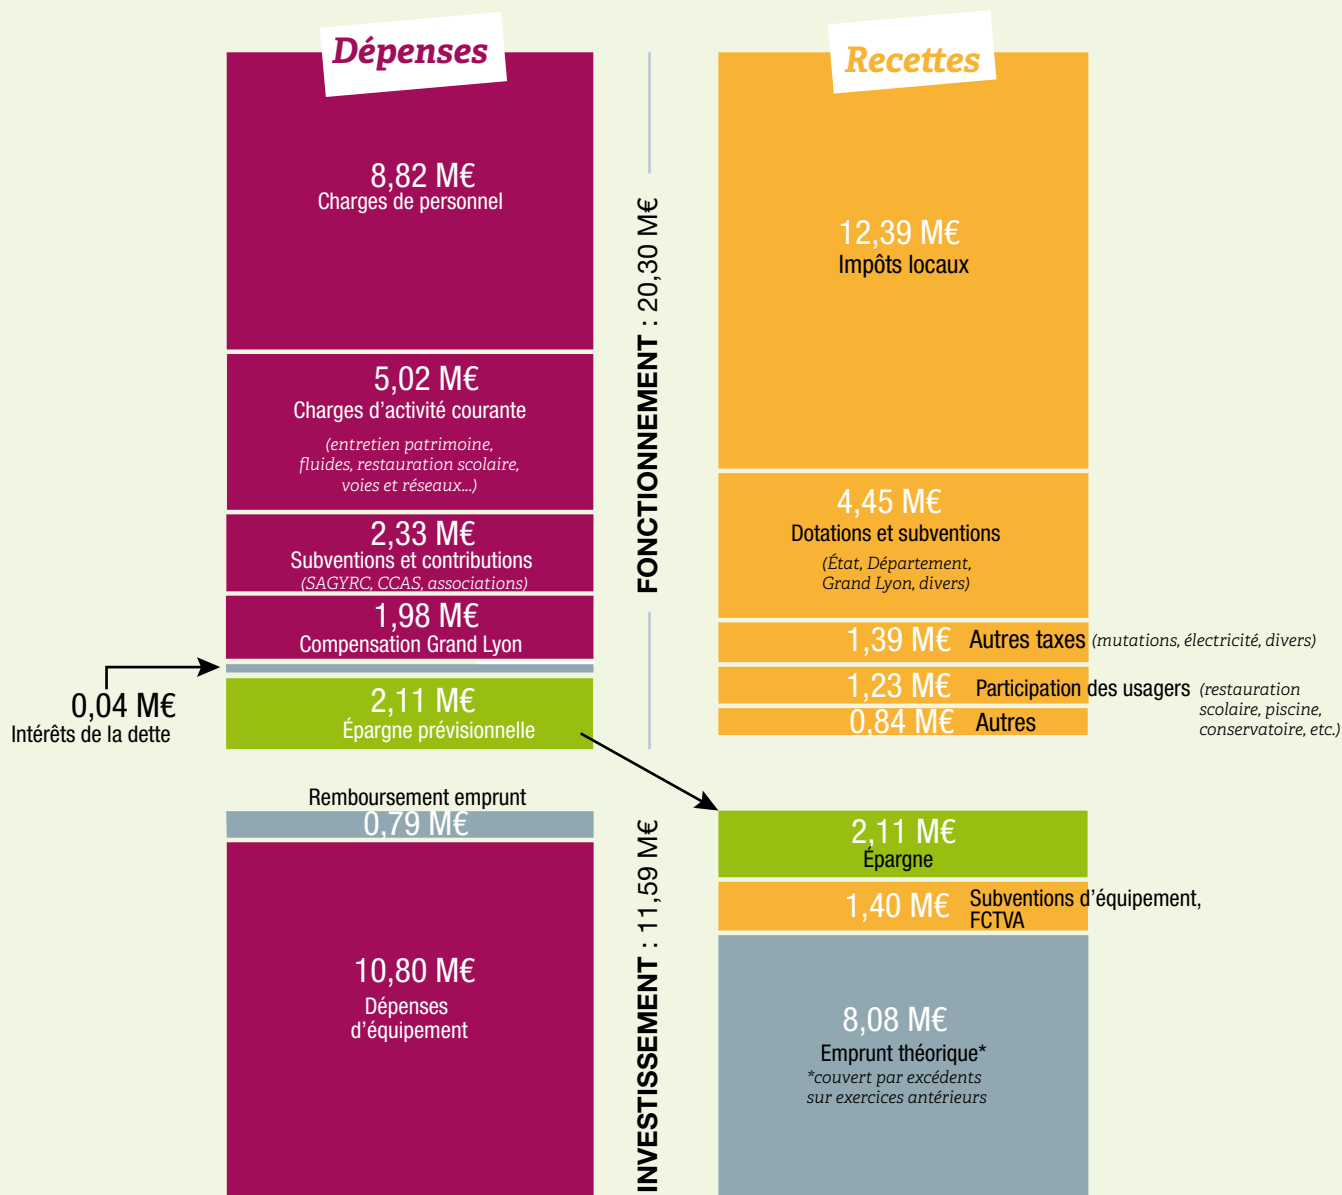 Dépenses
8,82 M€
Charges de personnel
5,02 M€
Charges d'activité courante
(entretien patrimoine,
fluides, restauration scolaire,
voies et réseaux...)
2,33 M€
Subventions et contributions
(SAGYRC, CCAS, associations)
1,98 M€
Compensation Grand Lyon
0,04 M€
Intérêts de la dette
2,11 M€
Épargne prévisionnelle
FONCTIONNEMENT : 20,30 M€
Recettes
12,39 M€
Impôts locaux
4,45 M€
Dotations et subventions
(État, Département,
Grand Lyon, divers)
1,39 M€ Autres taxes (mutations, électricité, divers)
1,23 M€ Participation des usagers (restauration
scolaire, piscine,
conservatoire, etc.)
0,84 M€ Autres
Remboursement emprunt
0,79 M€
10,80 M€
Dépenses
d'équipement
INVESTISSEMENT : 11,59 M€
2,11 M€
Épargne
1,40 M€ Subventions d'équipement,
FCTVA
8,08 M€
Emprunt théorique*
*couvert par excédents
sur exercices antérieurs